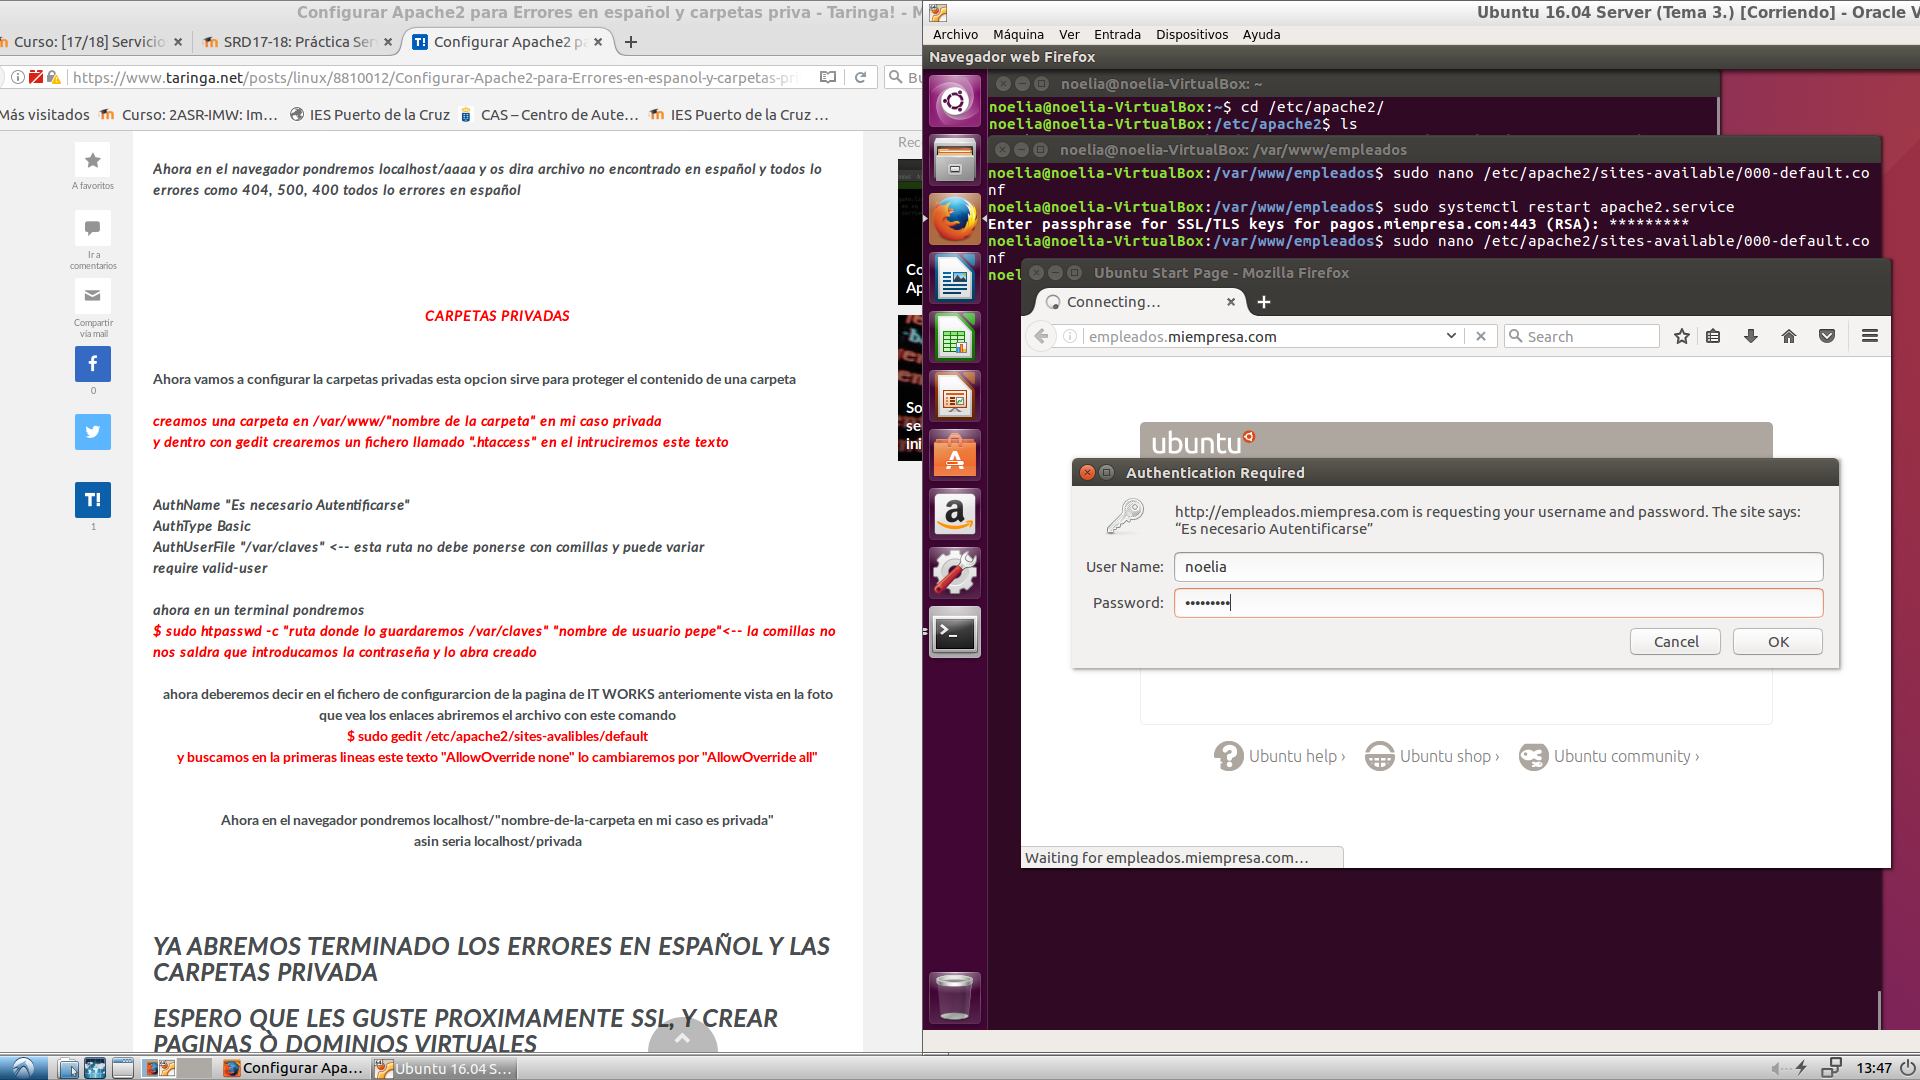 Configurar Apache2 para Errores en español y carpetas priva - Taringa! - M
Curso: [17/18] Servicio
SRD17-18: Práctica Ser
Configurar Apache2 p
https://www.taringa.net/posts/linux/8810012/Configurar-Apache2-para-Errores-en-espanol-y-carpetas-pri
Bu
Más visitados
Curso: 2ASR-IMW: Im...
IES Puerto de la Cruz
CAS – Centro de Aute...
IES Puerto de la Cruz ...
A favoritos
Ir a
comentarios
Compartir
vía mail
0
T!
1
Ahora en el navegador pondremos localhost/aaaa y os dira archivo no encontrado en español y todos lo
errores como 404, 500, 400 todos lo errores en español
CARPETAS PRIVADAS
Ahora vamos a configurar la carpetas privadas esta opcion sirve para proteger el contenido de una carpeta
creamos una carpeta en /var/www/"nombre de la carpeta" en mi caso privada
y dentro con gedit crearemos un fichero llamado ".htaccess" en el intruciremos este texto
AuthName "Es necesario Autentificarse"
AuthType Basic
AuthUserFile "/var/claves" <-- esta ruta no debe ponerse con comillas y puede variar
require valid-user
ahora en un terminal pondremos
$ sudo htpasswd -c "ruta donde lo guardaremos /var/claves" "nombre de usuario pepe"<-- la comillas no
nos saldra que introducamos la contraseña y lo abra creado
ahora deberemos decir en el fichero de configurarcion de la pagina de IT WORKS anteriomente vista en la foto
que vea los enlaces abriremos el archivo con este comando
$ sudo gedit /etc/apache2/sites-avalibles/default
y buscamos en la primeras lineas este texto "AllowOverride none" lo cambiaremos por "AllowOverride all"
Ahora en el navegador pondremos localhost/"nombre-de-la-carpeta en mi caso es privada"
asin seria localhost/privada
YA ABREMOS TERMINADO LOS ERRORES EN ESPAÑOL Y LAS
CARPETAS PRIVADA
ESPERO QUE LES GUSTE PROXIMAMENTE SSL, Y CREAR
PAGINAS O DOMINIOS VIRTUALES
Rec
Co
Ap
So
se
ini
Ubuntu 16.04 Server (Tema 3.) [Corriendo] - Oracle V
Archivo Máquina Ver Entrada Dispositivos Ayuda
Navegador web Firefox
noelia@noelia-VirtualBox: ~
noelia@noelia-VirtualBox:~$ cd /etc/apache2/
noelia@noelia-VirtualBox:/etc/apache2$ ls
noelia@noelia-VirtualBox: /var/www/empleados
noelia@noelia-VirtualBox:/var/www/empleados$ sudo nano /etc/apache2/sites-available/000-default.co
nf
noelia@noelia-VirtualBox:/var/www/empleados$ sudo systemctl restart apache2.service
Enter passphrase for SSL/TLS keys for pagos.miempresa.com:443 (RSA): *********
noelia@noelia-VirtualBox:/var/www/empleados$ sudo nano /etc/apache2/sites-available/000-default.co
nf
noel
Ubuntu Start Page - Mozilla Firefox
Connecting...
empleados.miempresa.com
Search
ubuntu
Authentication Required
http://empleados.miempresa.com is requesting your username and password. The site says:
“Es necesario Autentificarse”
User Name: noelia
Password: •••••••••
Cancel OK
Ubuntu help › Ubuntu shop › Ubuntu community ›
Waiting for empleados.miempresa.com...
Configurar Apa...
Ubuntu 16.04 S...
13:47